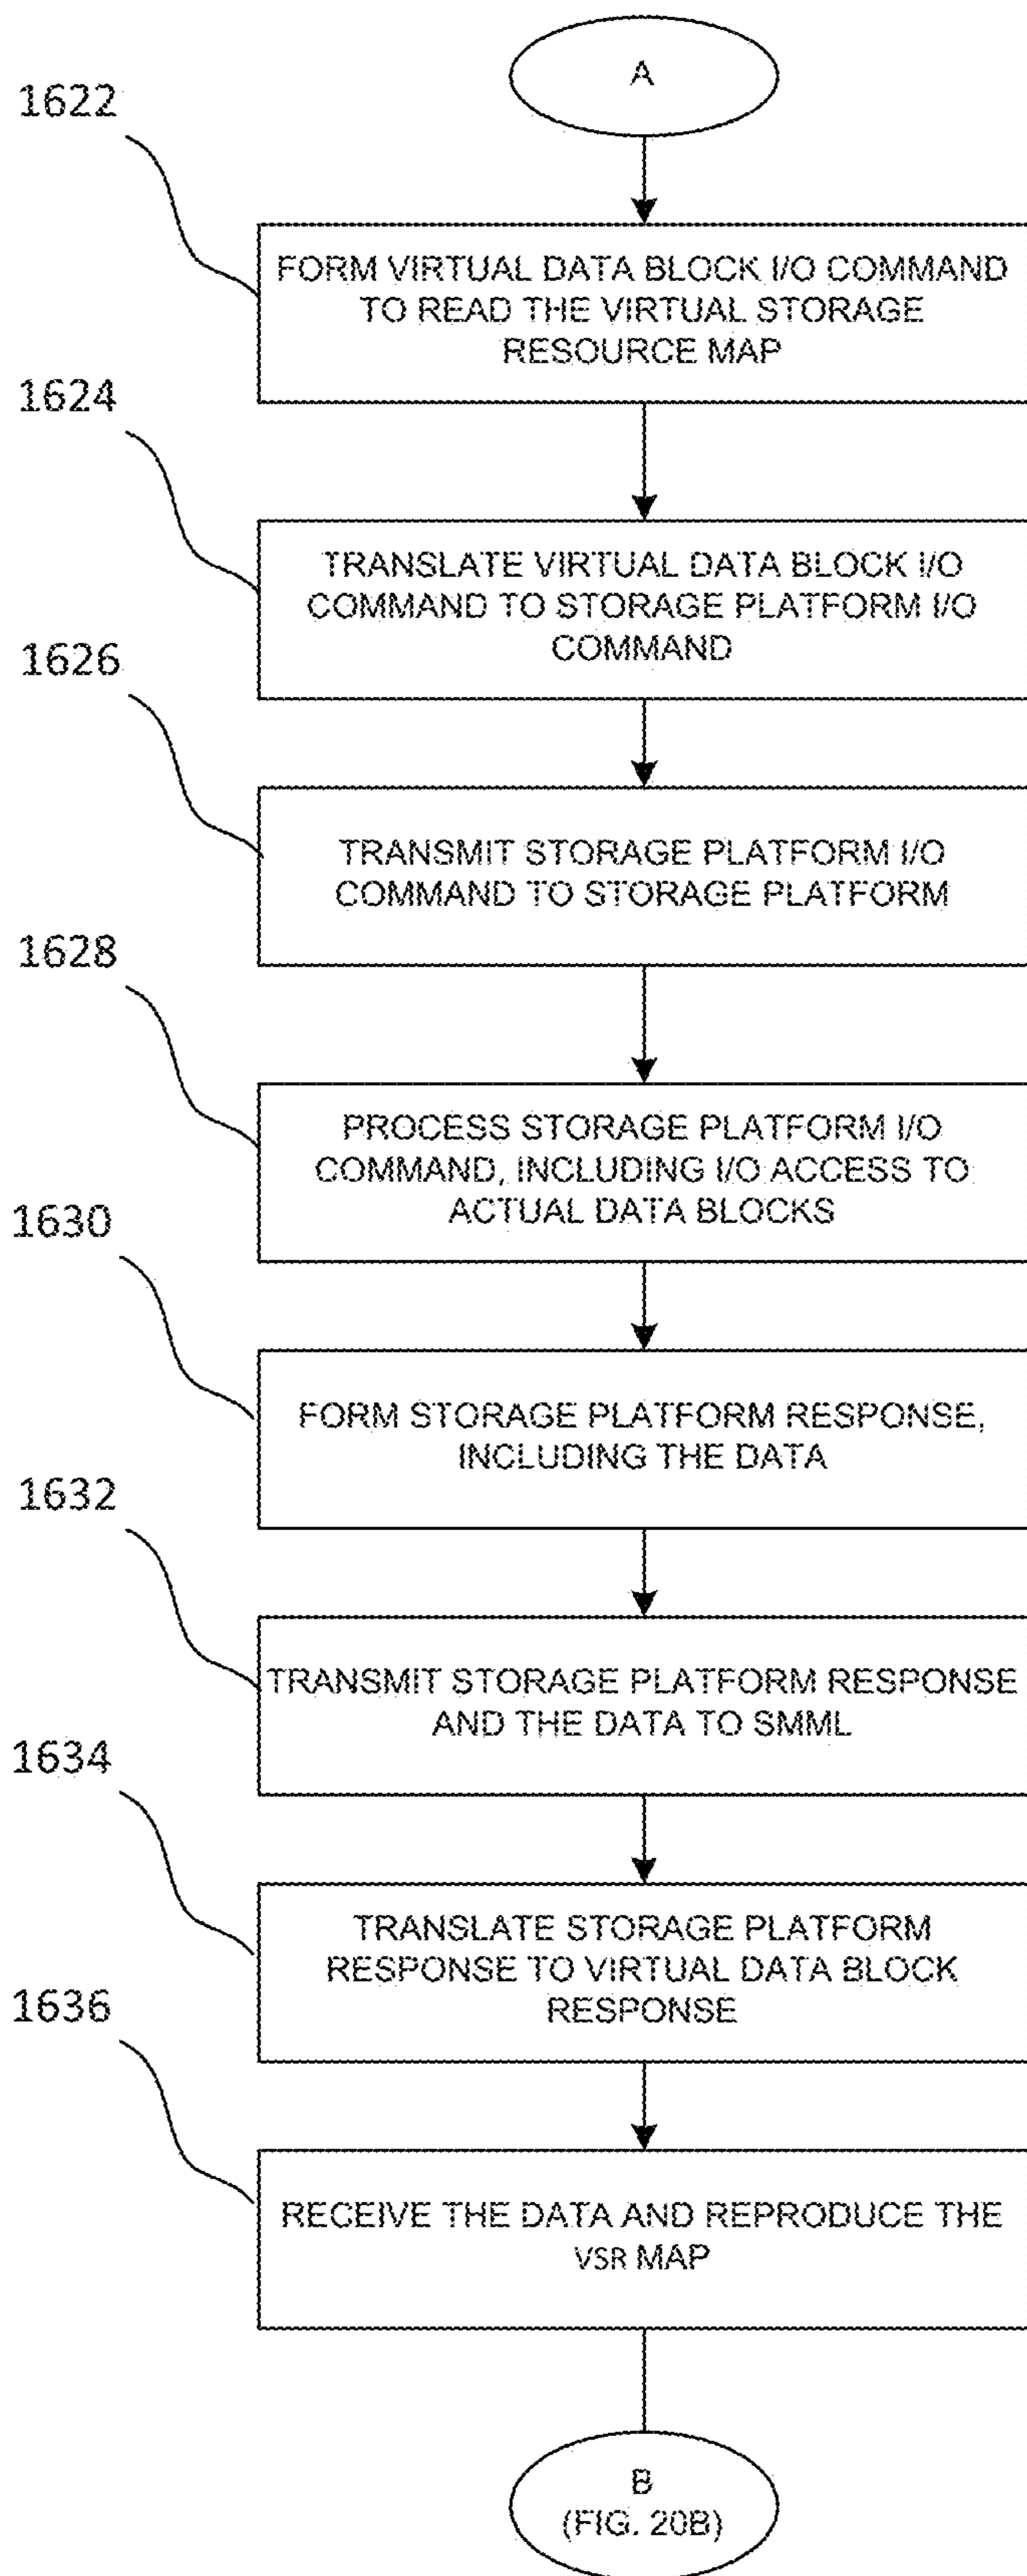 A
1622
FORM VIRTUAL DATA BLOCK I/O COMMAND
TO READ THE VIRTUAL STORAGE
RESOURCE MAP
1624
TRANSLATE VIRTUAL DATA BLOCK I/O
COMMAND TO STORAGE PLATFORM I/O
COMMAND
1626
TRANSMIT STORAGE PLATFORM I/O
COMMAND TO STORAGE PLATFORM
1628
PROCESS STORAGE PLATFORM I/O
COMMAND, INCLUDING I/O ACCESS TO
ACTUAL DATA BLOCKS
1630
FORM STORAGE PLATFORM RESPONSE,
INCLUDING THE DATA
1632
TRANSMIT STORAGE PLATFORM RESPONSE
AND THE DATA TO SMML
1634
TRANSLATE STORAGE PLATFORM
RESPONSE TO VIRTUAL DATA BLOCK
RESPONSE
1636
RECEIVE THE DATA AND REPRODUCE THE
VSR MAP
B
(FIG. 20B)